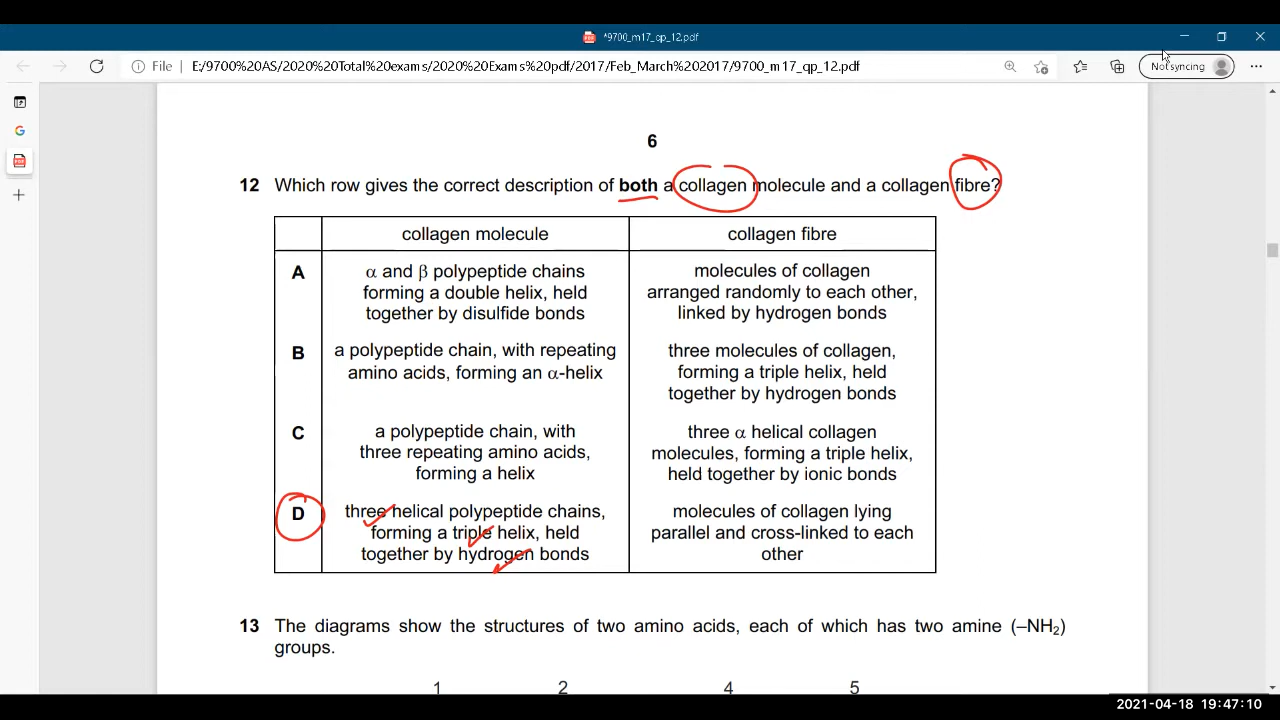 *9700_m17_qp_12.pdf
File | E:/9700%20AS/2020%20Total%20exams/2020%20Exams%20pdf/2017/Feb_March%202017/9700_m17_qp_12.pdf
Not syncing
6
12 Which row gives the correct description of both a collagen molecule and a collagen fibre?
collagen molecule collagen fibre
A
α and β polypeptide chains
forming a double helix, held
together by disulfide bonds
molecules of collagen
arranged randomly to each other,
linked by hydrogen bonds
B
a polypeptide chain, with repeating
amino acids, forming an α-helix
three molecules of collagen,
forming a triple helix, held
together by hydrogen bonds
C
a polypeptide chain, with
three repeating amino acids,
forming a helix
three α helical collagen
molecules, forming a triple helix,
held together by ionic bonds
D
three helical polypeptide chains,
forming a triple helix, held
together by hydrogen bonds
molecules of collagen lying
parallel and cross-linked to each
other
13 The diagrams show the structures of two amino acids, each of which has two amine (–NH₂)
groups.
1 2 4 5
2021-04-18 19:47:10